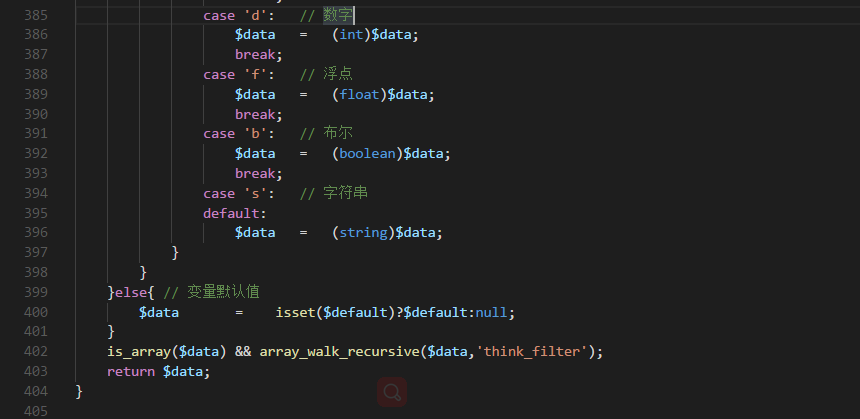 385 case 'd': // 数字
386 $data = (int)$data;
387 break;
388 case 'f': // 浮点
389 $data = (float)$data;
390 break;
391 case 'b': // 布尔
392 $data = (boolean)$data;
393 break;
394 case 's': // 字符串
395 default:
396 $data = (string)$data;
397 }
398 }
399 }else{ // 变量默认值
400 $data = isset($default)?$default:null;
401 }
402 is_array($data) && array_walk_recursive($data,'think_filter');
403 return $data;
404 }
405